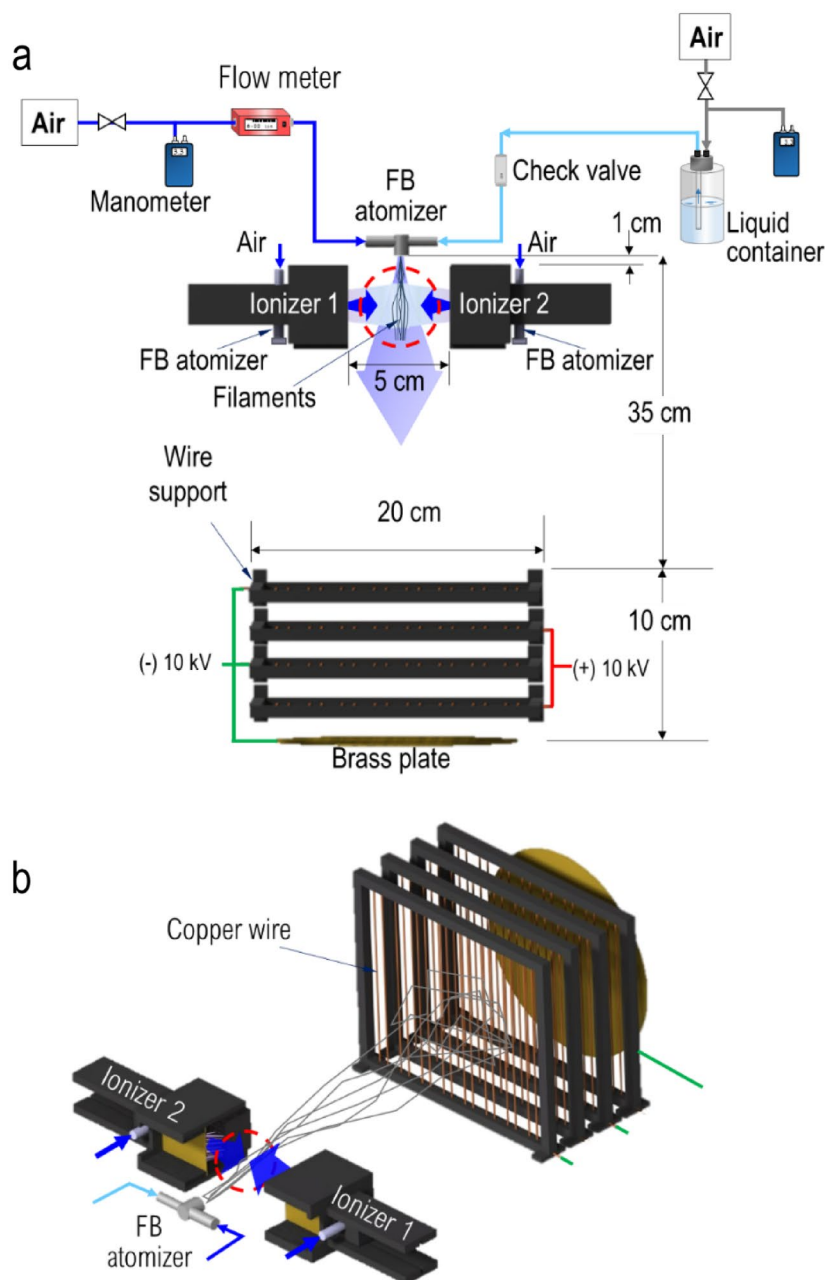 a
Air
Flow meter
Air
Manometer
FB
atomizer
Check valve
1 cm
Liquid
container
Air
Air
Ionizer 1
Ionizer 2
FB atomizer
FB atomizer
Filaments
5 cm
35 cm
Wire
support
20 cm
10 cm
(-) 10 kV
(+) 10 kV
Brass plate
b
Copper wire
Ionizer 2
Ionizer 1
FB
atomizer